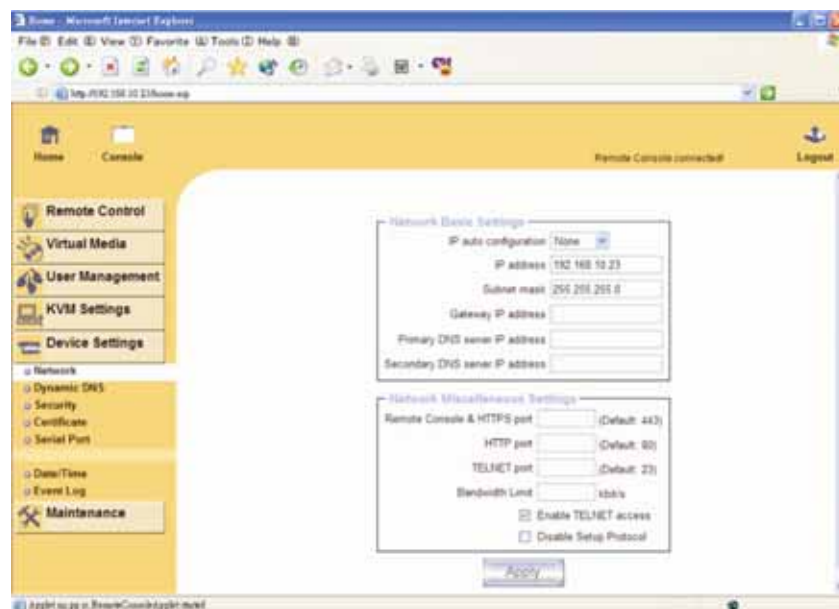 Home - Microsoft Internet Explorer
File (F) Edit (E) View (V) Favorite (A) Tools (T) Help (H)
Home
Console
Remote Console connected!
Logout
Remote Control
Virtual Media
User Management
KVM Settings
Device Settings
Network
Dynamic DNS
Security
Certificate
Serial Port
Date/Time
Event Log
Maintenance
Network Basic Settings
IP auto configuration None
IP address 192.168.10.23
Subnet mask 255.255.255.0
Gateway IP address
Primary DNS server IP address
Secondary DNS server IP address
Network Miscellaneous Settings
Remote Console & HTTPS port (Default: 443)
HTTP port (Default: 80)
TELNET port (Default: 23)
Bandwidth Limit kbit/s
Enable TELNET access
Disable Setup Protocol
Apply